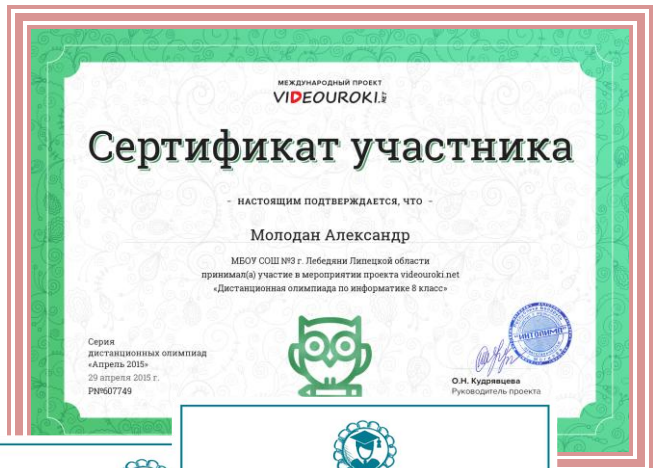 МЕЖДУНАРОДНЫЙ ПРОЕКТ
VIDEOUROKI.NET
Сертификат участника
- НАСТОЯЩИМ ПОДТВЕРЖДАЕТСЯ, ЧТО -
Молодан Александр
МБОУ СОШ №3 г. Лебедяни Липецкой области
принимал(а) участие в мероприятии проекта videouroki.net
«Дистанционная олимпиада по информатике 8 класс»
Серия
дистанционных олимпиад
«Апрель 2015»
29 апреля 2015 г.
PN№607749
ИНТОЛИМП
О.Н. Кудрявцева
Руководитель проекта